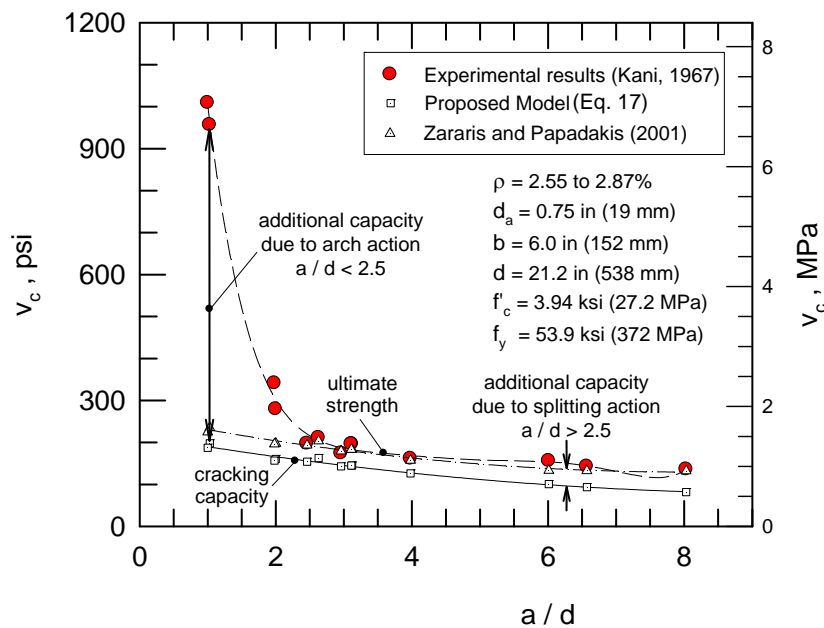 1200
900
600
300
0
v_c , psi
8
6
4
2
0
v_c , MPa
Experimental results (Kani, 1967)
Proposed Model (Eq. 17)
Zararis and Papadakis (2001)
ρ = 2.55 to 2.87%
d_a = 0.75 in (19 mm)
b = 6.0 in (152 mm)
d = 21.2 in (538 mm)
f'_c = 3.94 ksi (27.2 MPa)
f_y = 53.9 ksi (372 MPa)
additional capacity
due to arch action
a / d < 2.5
ultimate
strength
additional capacity
due to splitting action
a / d > 2.5
cracking
capacity
0 2 4 6 8
a / d